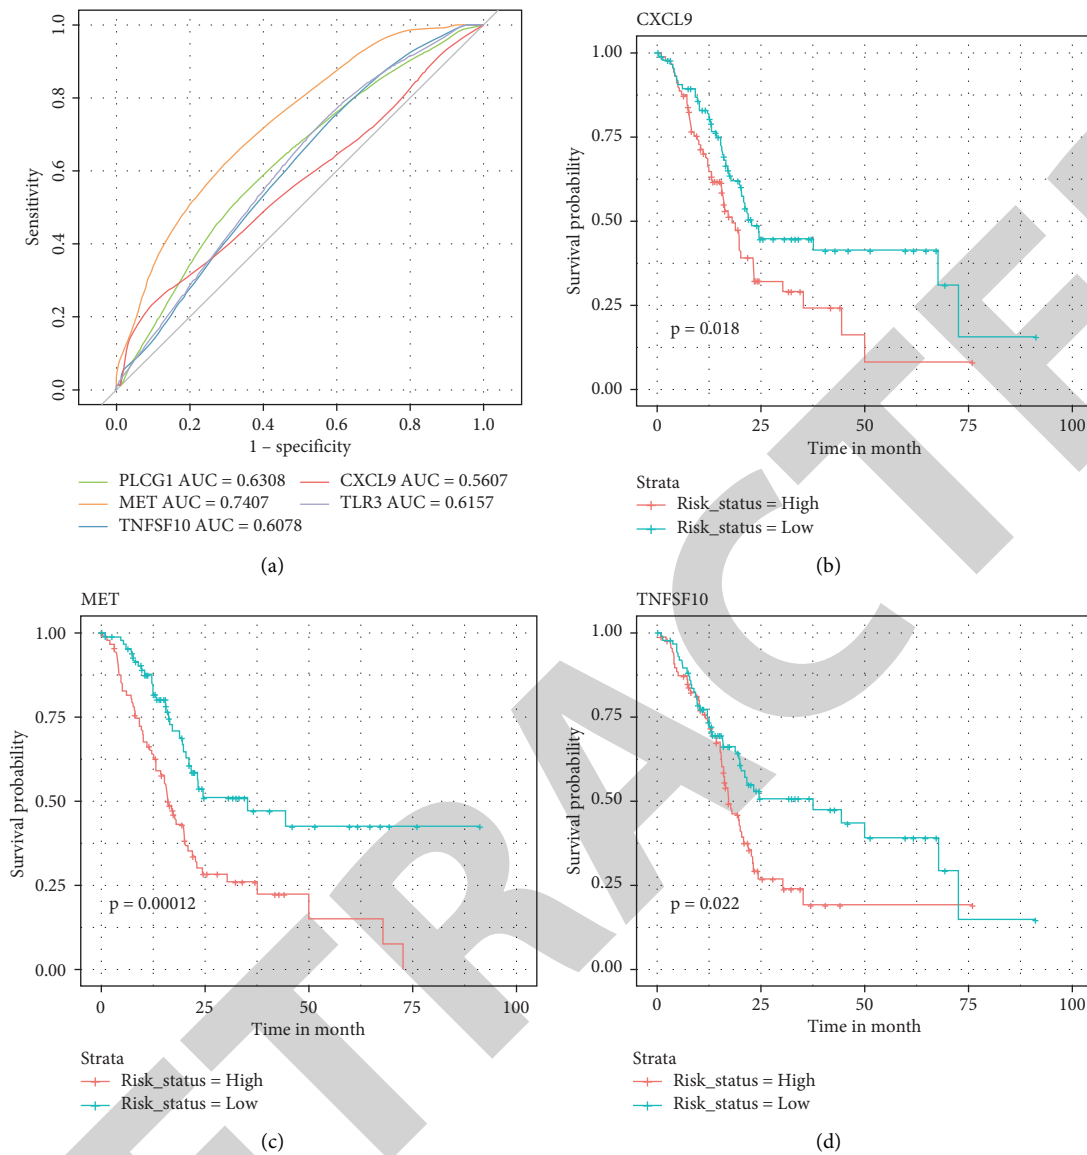 1.0
0.8
0.6
0.4
0.2
0.0
Sensitivity
0.0 0.2 0.4 0.6 0.8 1.0
1 – specificity
PLCG1 AUC = 0.6308
MET AUC = 0.7407
TNFSF10 AUC = 0.6078
CXCL9 AUC = 0.5607
TLR3 AUC = 0.6157
(a)
CXCL9
1.00
0.75
0.50
0.25
0.00
Survival probability
p = 0.018
0 25 50 75 100
Time in month
Strata
Risk_status = High
Risk_status = Low
(b)
MET
1.00
0.75
0.50
0.25
0.00
Survival probability
p = 0.00012
0 25 50 75 100
Time in month
Strata
Risk_status = High
Risk_status = Low
(c)
TNFSF10
1.00
0.75
0.50
0.25
0.00
Survival probability
p = 0.022
0 25 50 75 100
Time in month
Strata
Risk_status = High
Risk_status = Low
(d)
TRACTE